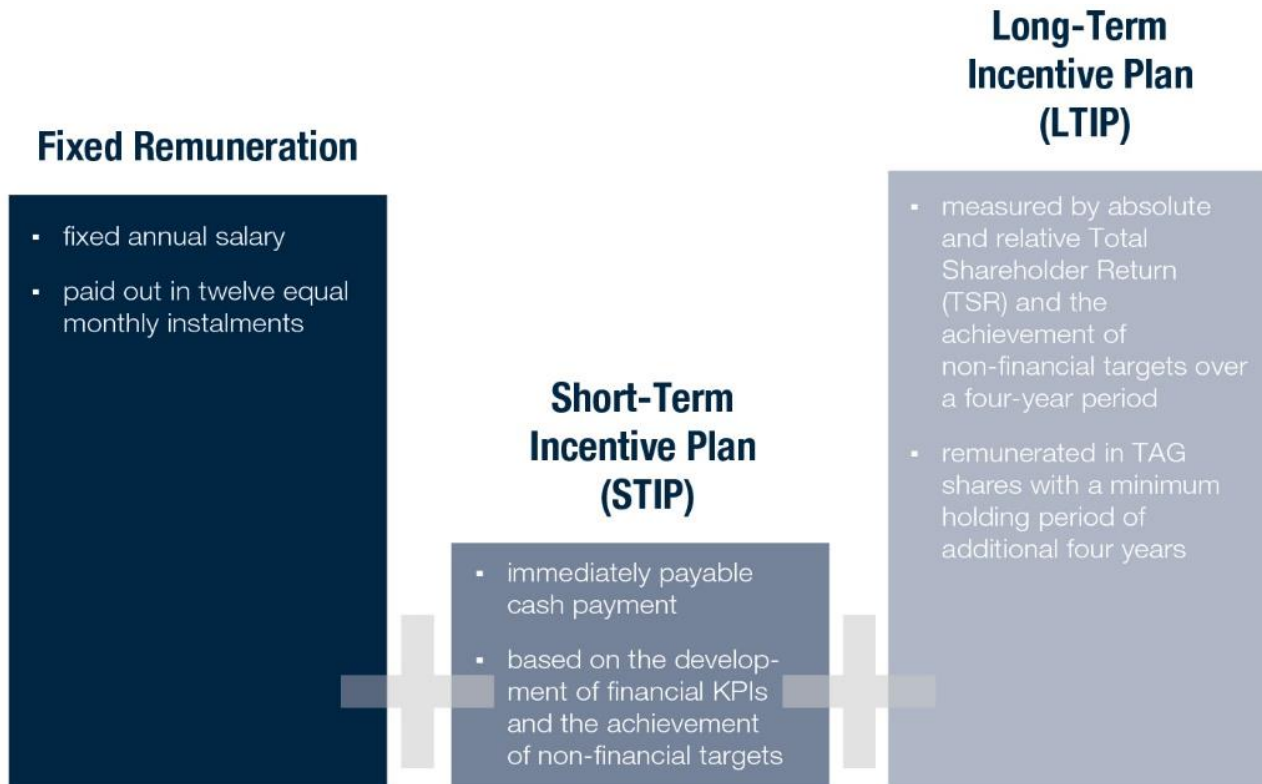 Fixed Remuneration
▪ fixed annual salary
▪ paid out in twelve equal
monthly instalments
Short-Term
Incentive Plan
(STIP)
▪ immediately payable
cash payment
▪ based on the develop-
ment of financial KPIs
and the achievement
of non-financial targets
Long-Term
Incentive Plan
(LTIP)
▪ measured by absolute
and relative Total
Shareholder Return
(TSR) and the
achievement of
non-financial targets over
a four-year period
▪ remunerated in TAG
shares with a minimum
holding period of
additional four years